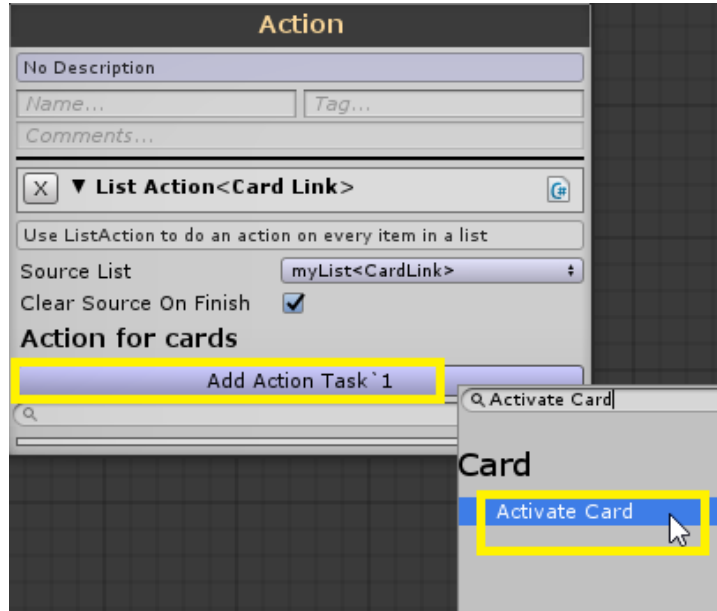 Action
No Description
Name... Tag...
Comments...
X ▼ List Action<Card Link> C#
Use ListAction to do an action on every item in a list
Source List myList<CardLink>
Clear Source On Finish
Action for cards
Add Action Task`1
Activate Card
Card
Activate Card